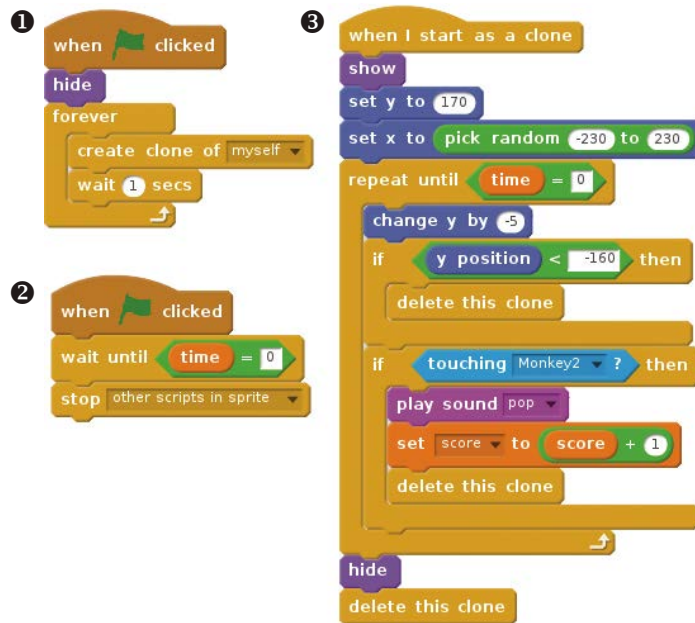 ❶
when clicked
hide
forever
create clone of myself
wait 1 secs
❷
when clicked
wait until time = 0
stop other scripts in sprite
❸
when I start as a clone
show
set y to 170
set x to pick random -230 to 230
repeat until time = 0
change y by -5
if y position < -160 then
delete this clone
if touching Monkey2 ? then
play sound pop
set score to score + 1
delete this clone
hide
delete this clone